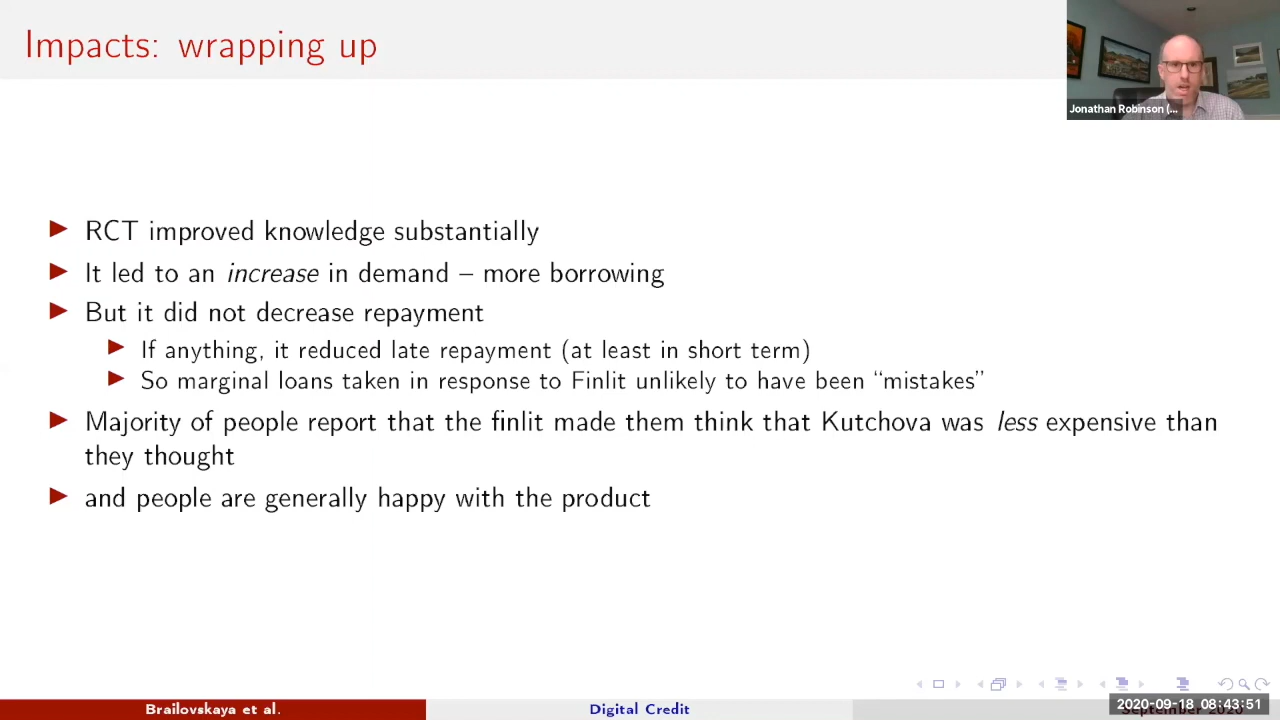 Impacts: wrapping up
Jonathan Robinson (...
RCT improved knowledge substantially
It led to an increase in demand – more borrowing
But it did not decrease repayment
If anything, it reduced late repayment (at least in short term)
So marginal loans taken in response to Finlit unlikely to have been “mistakes”
Majority of people report that the finlit made them think that Kutchova was less expensive than
they thought
and people are generally happy with the product
Brailovskaya et al.
Digital Credit
2020-09-18 08:43:51